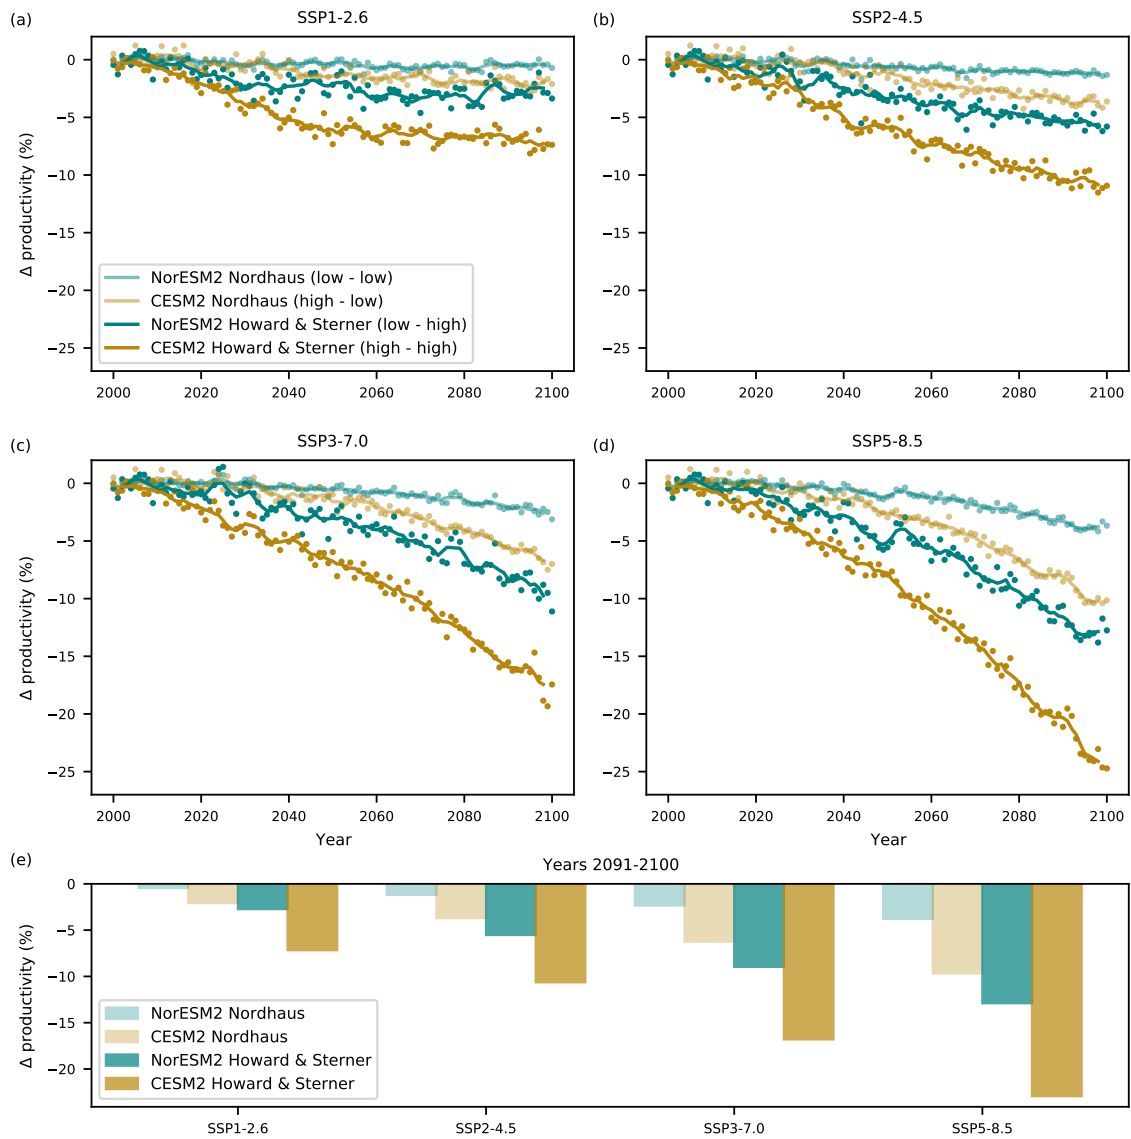 (a) SSP1-2.6
(b) SSP2-4.5
Δ productivity (%)
0
−5
−10
−15
−20
−25
NorESM2 Nordhaus (low - low)
CESM2 Nordhaus (high - low)
NorESM2 Howard & Sterner (low - high)
CESM2 Howard & Sterner (high - high)
2000 2020 2040 2060 2080 2100
0
−5
−10
−15
−20
−25
2000 2020 2040 2060 2080 2100
(c) SSP3-7.0
(d) SSP5-8.5
Δ productivity (%)
0
−5
−10
−15
−20
−25
2000 2020 2040 2060 2080 2100
Year
0
−5
−10
−15
−20
−25
2000 2020 2040 2060 2080 2100
Year
(e) Years 2091-2100
Δ productivity (%)
0
−5
−10
−15
−20
NorESM2 Nordhaus
CESM2 Nordhaus
NorESM2 Howard & Sterner
CESM2 Howard & Sterner
SSP1-2.6 SSP2-4.5 SSP3-7.0 SSP5-8.5